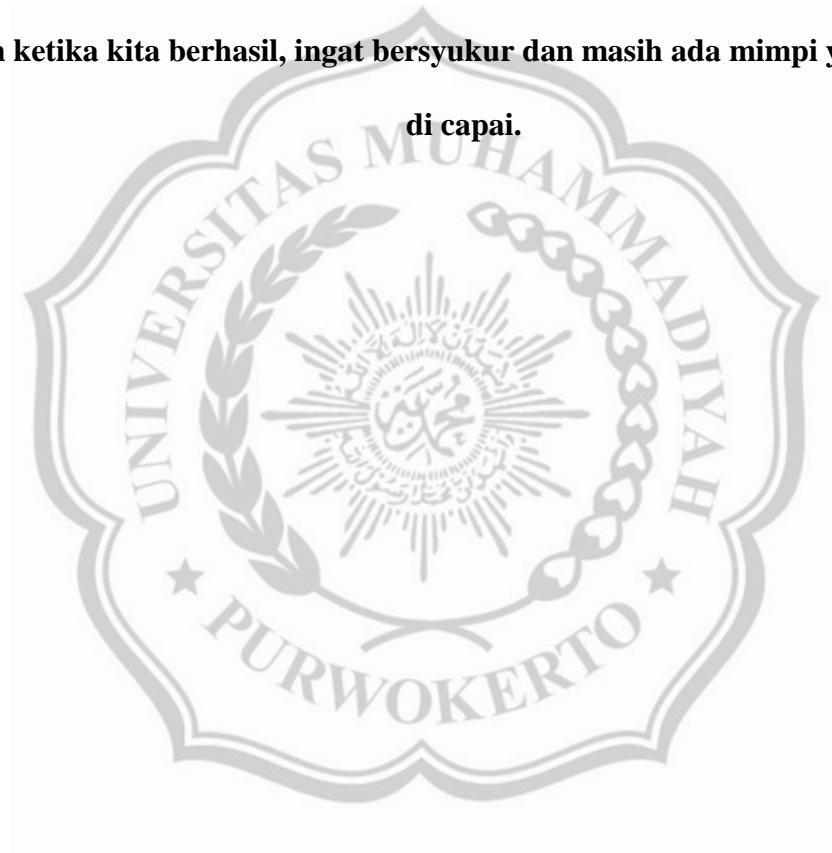 ketika kita berhasil, ingat bersyukur dan masih ada mimpi
di capai.
UNIVERSITAS MUHAMMADIYAH
PURWOKERTO